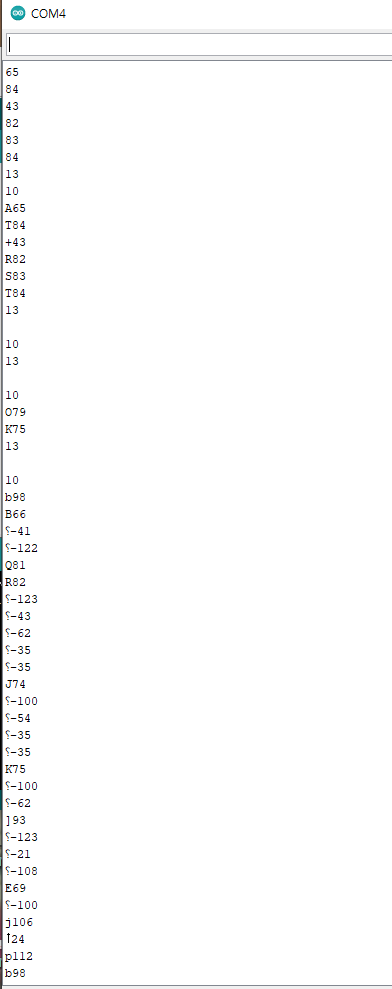 COM4
65
84
43
82
83
84
13
10
A65
T84
+43
R82
S83
T84
13
10
13
10
O79
K75
13
10
b98
B66
⸮-41
⸮-122
Q81
R82
⸮-123
⸮-43
⸮-62
⸮-35
⸮-35
J74
⸮-100
⸮-54
⸮-35
⸮-35
K75
⸮-100
⸮-62
]93
⸮-123
⸮-21
⸮-108
E69
⸮-100
j106
↑24
p112
b98